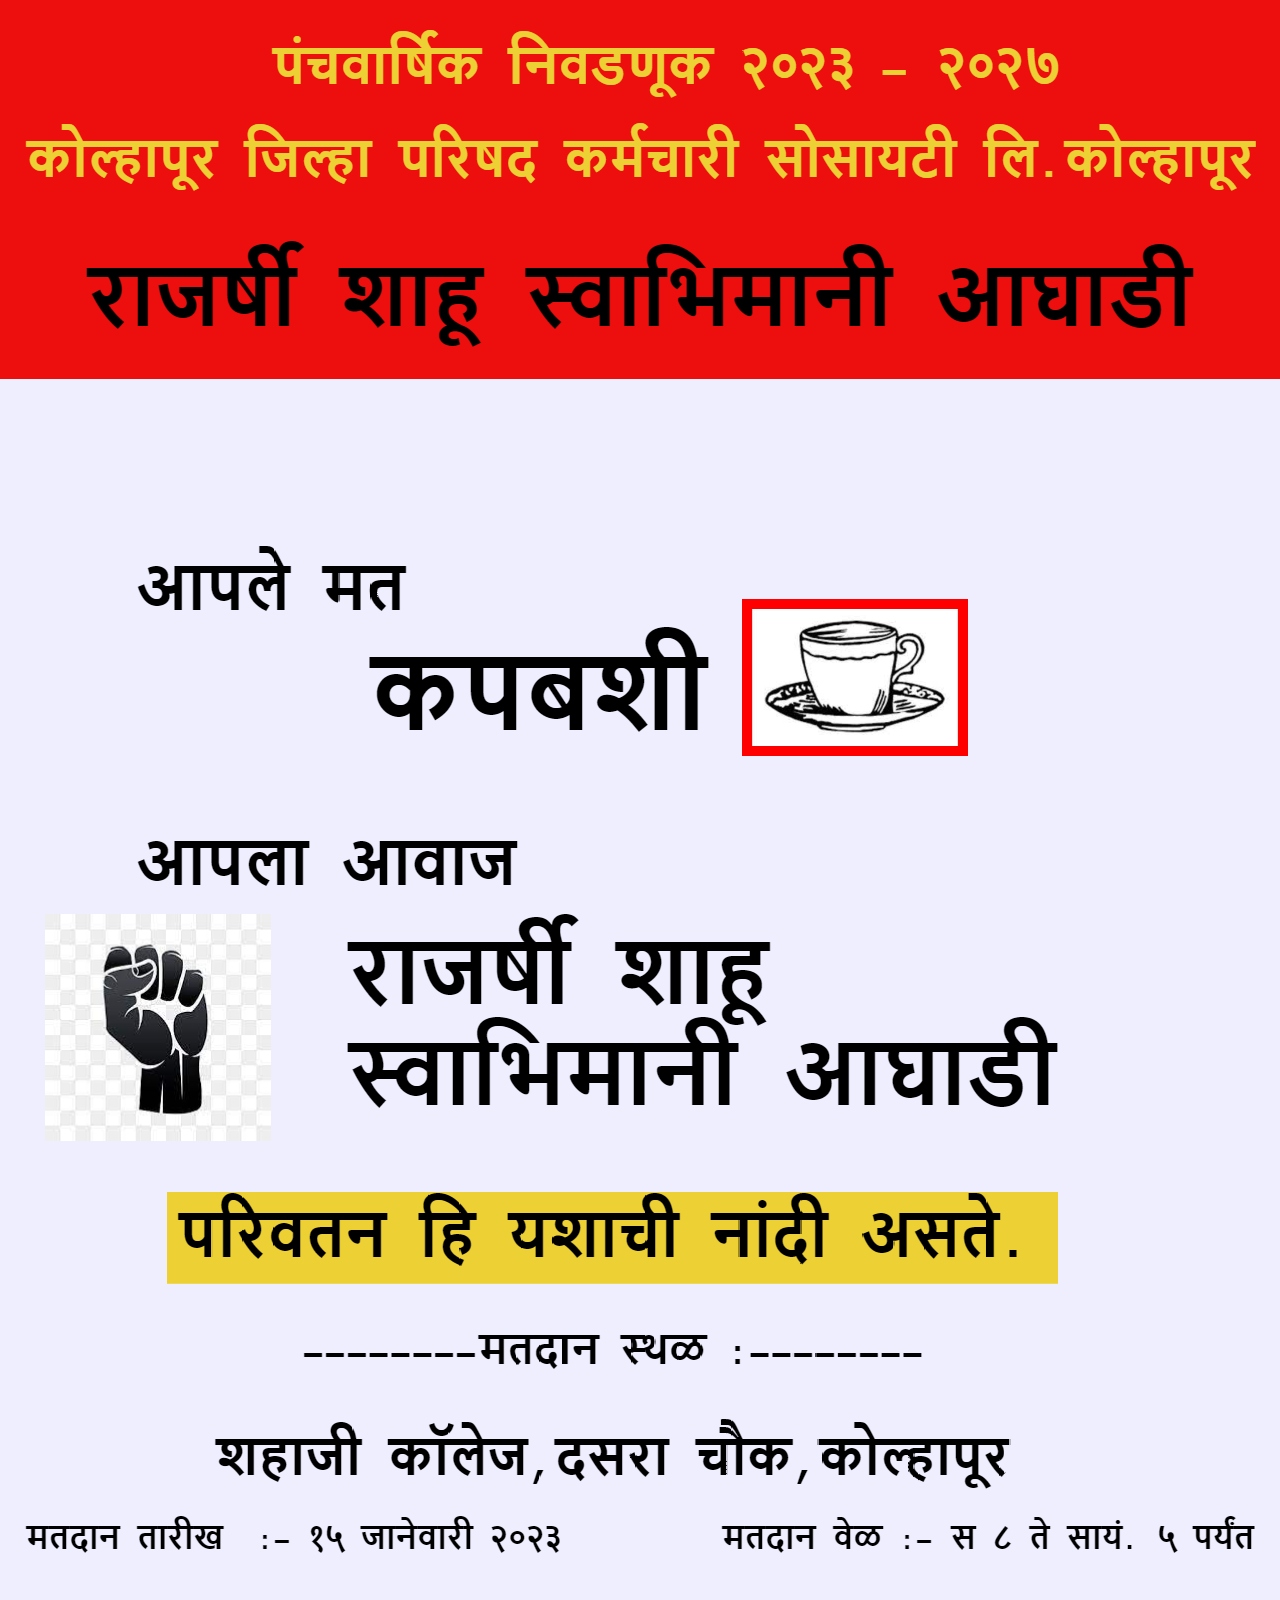 पंचवार्षिक निवडणूक २०२३ - २०२७
कोल्हापूर जिल्हा परिषद कर्मचारी सोसायटी लि.कोल्हापूर
राजर्षी शाहू स्वाभिमानी आघाडी
आपले मत
कपबशी
आपला आवाज
राजर्षी शाहू
स्वाभिमानी आघाडी
परिवतन हि यशाची नांदी असते.
--------मतदान स्थळ :--------
शहाजी कॉलेज,दसरा चौक,कोल्हापूर
मतदान तारीख :- १५ जानेवारी २०२३ मतदान वेळ :- स ८ ते सायं. ५ पर्यंत